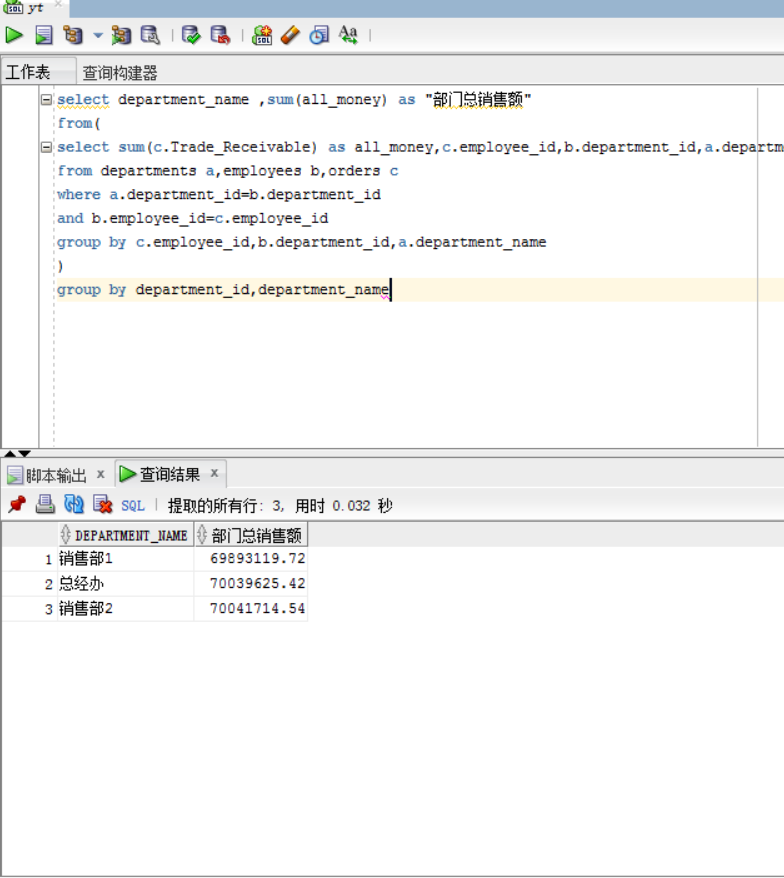 yt
工作表 查询构建器
select department_name ,sum(all_money) as "部门总销售额"
from(
select sum(c.Trade_Receivable) as all_money,c.employee_id,b.department_id,a.departm
from departments a,employees b,orders c
where a.department_id=b.department_id
and b.employee_id=c.employee_id
group by c.employee_id,b.department_id,a.department_name
)
group by department_id,department_name
脚本输出 x 查询结果 x
SQL | 提取的所有行: 3, 用时 0.032 秒
DEPARTMENT_NAME 部门总销售额
1 销售部1 69893119.72
2 总经办 70039625.42
3 销售部2 70041714.54